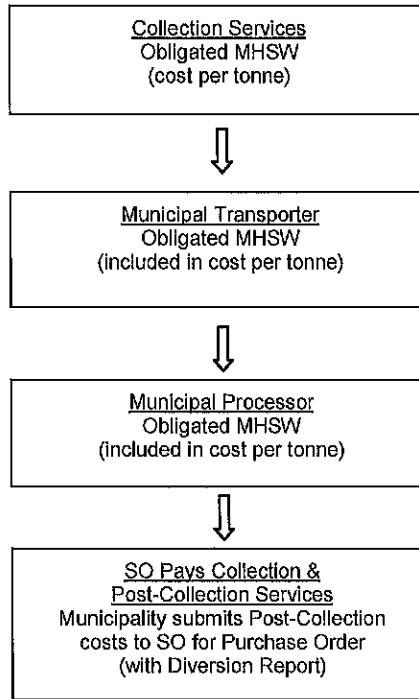 Collection Services
Obligated MHSW
(cost per tonne)
Municipal Transporter
Obligated MHSW
(included in cost per tonne)
Municipal Processor
Obligated MHSW
(included in cost per tonne)
SO Pays Collection &
Post-Collection Services
Municipality submits Post-Collection
costs to SO for Purchase Order
(with Diversion Report)